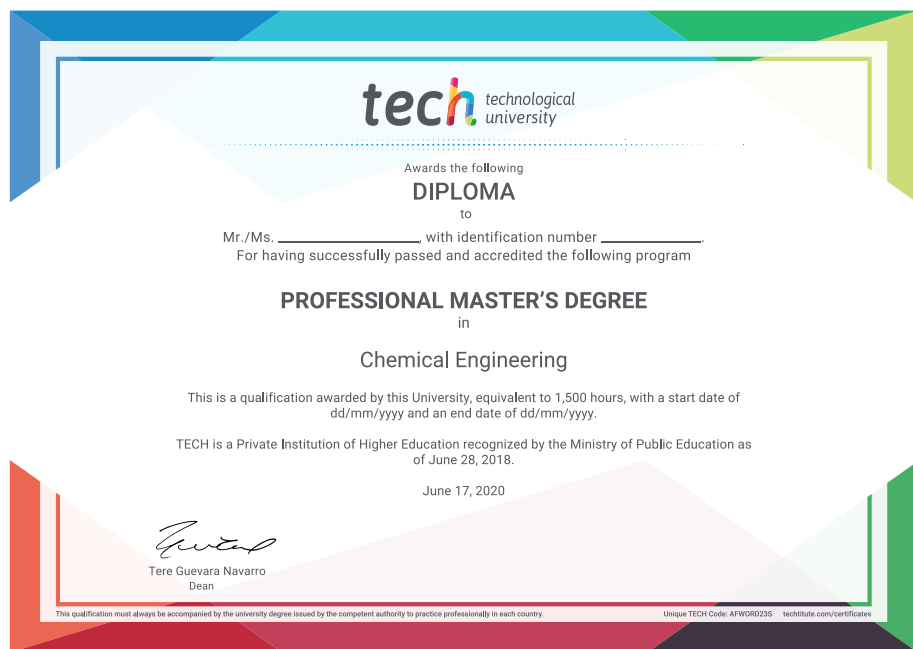 tech technological
university
Awards the following
DIPLOMA
to
Mr./Ms. ____________________, with identification number ______________.
For having successfully passed and accredited the following program
PROFESSIONAL MASTER'S DEGREE
in
Chemical Engineering
This is a qualification awarded by this University, equivalent to 1,500 hours, with a start date of
dd/mm/yyyy and an end date of dd/mm/yyyy.
TECH is a Private Institution of Higher Education recognized by the Ministry of Public Education as
of June 28, 2018.
June 17, 2020
Tere Guevara Navarro
Dean
This qualification must always be accompanied by the university degree issued by the competent authority to practice professionally in each country.
Unique TECH Code: AFWORD23S techtitute.com/certificates